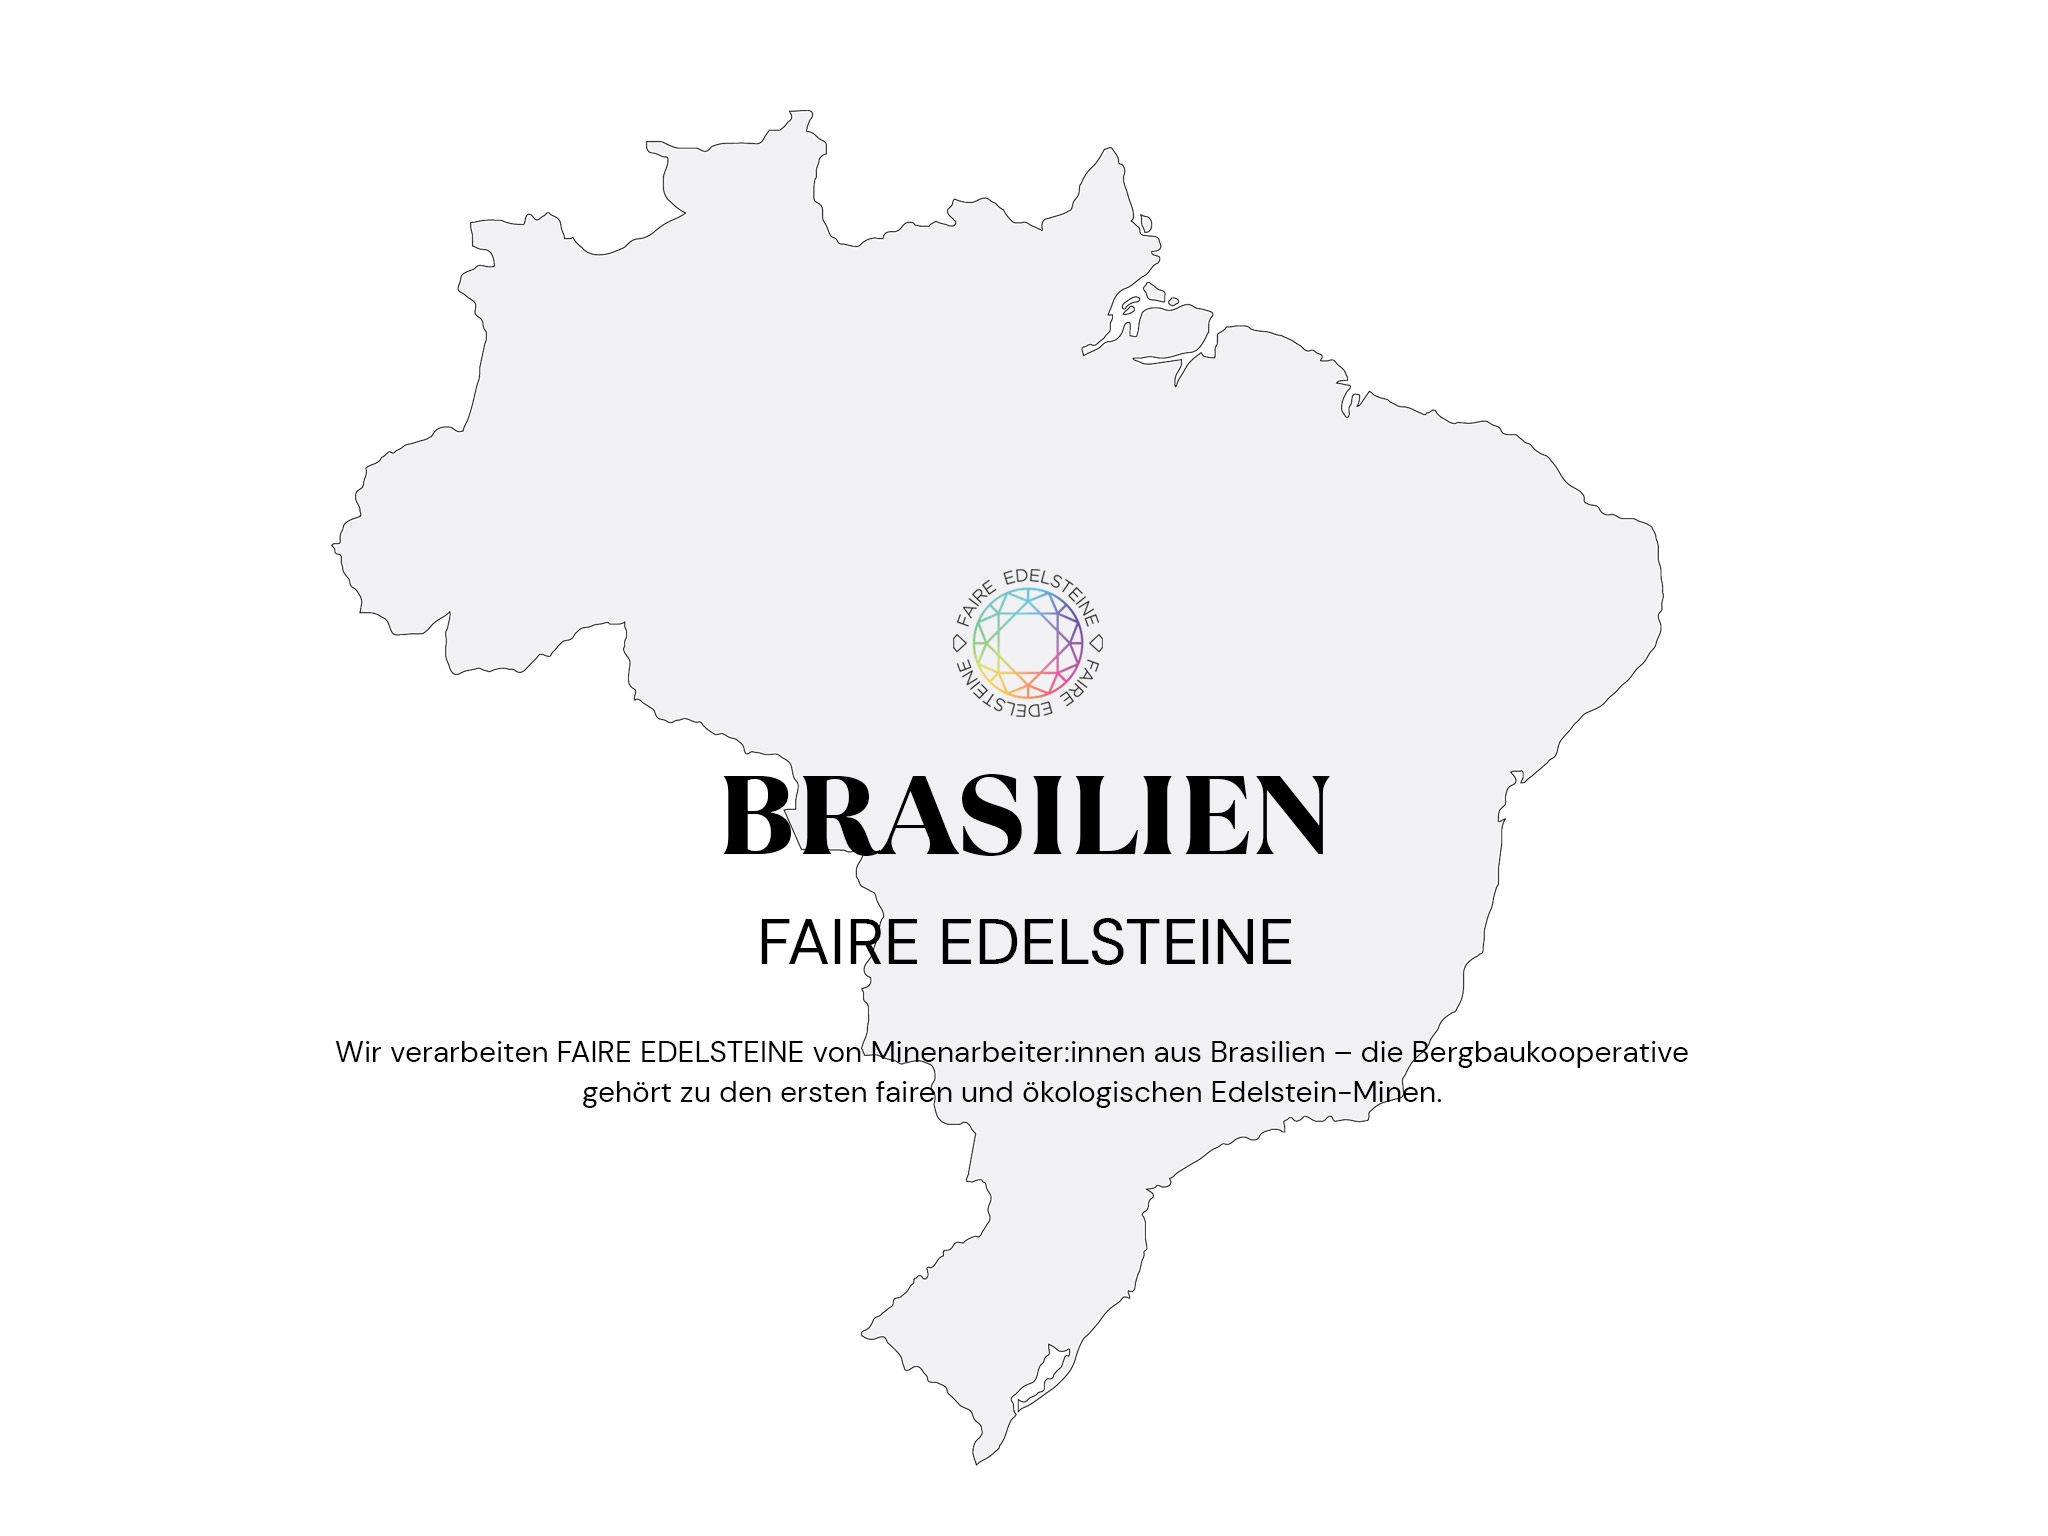 FAIRE EDELSTEINE
FAIRE EDELSTEINE
BRASILIEN
FAIRE EDELSTEINE
Wir verarbeiten FAIRE EDELSTEINE von Minenarbeiter:innen aus Brasilien – die Bergbaukooperative
gehört zu den ersten fairen und ökologischen Edelstein-Minen.